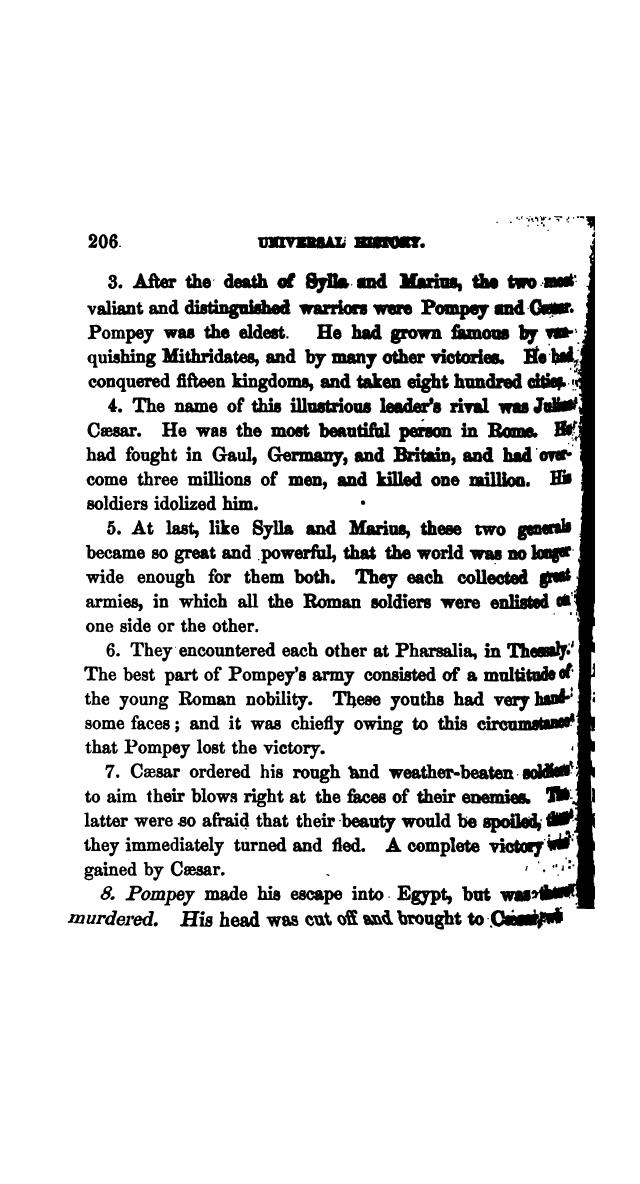 206 UNIVERSAL HISTORY.
3. After the death of Sylla and Marius, the two most
valiant and distinguished warriors were Pompey and Cæsar.
Pompey was the eldest. He had grown famous by van-
quishing Mithridates, and by many other victories. He had
conquered fifteen kingdoms, and taken eight hundred cities.
4. The name of this illustrious leader's rival was Julius
Cæsar. He was the most beautiful person in Rome. He
had fought in Gaul, Germany, and Britain, and had over-
come three millions of men, and killed one million. His
soldiers idolized him.
5. At last, like Sylla and Marius, these two generals
became so great and powerful, that the world was no longer
wide enough for them both. They each collected great
armies, in which all the Roman soldiers were enlisted on
one side or the other.
6. They encountered each other at Pharsalia, in Thessaly.
The best part of Pompey's army consisted of a multitude of
the young Roman nobility. These youths had very hand-
some faces; and it was chiefly owing to this circumstance
that Pompey lost the victory.
7. Cæsar ordered his rough and weather-beaten soldiers
to aim their blows right at the faces of their enemies. The
latter were so afraid that their beauty would be spoiled, that
they immediately turned and fled. A complete victory was
gained by Cæsar.
8. Pompey made his escape into Egypt, but was there
murdered. His head was cut off and brought to Cæsar,